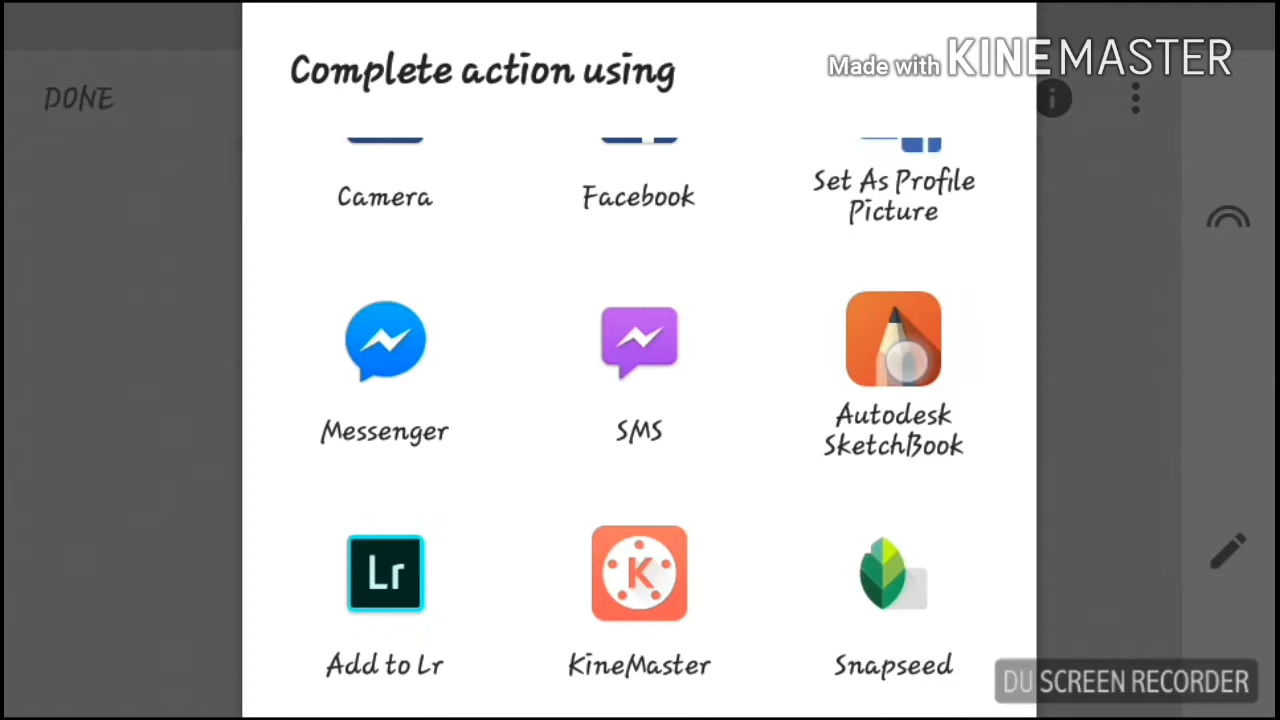 Complete action using
Made with KINEMASTER
DONE
i
Camera
Facebook
Set As Profile
Picture
Messenger
SMS
Autodesk
SketchBook
Lr
K
Add to Lr
KineMaster
Snapseed
DU SCREEN RECORDER